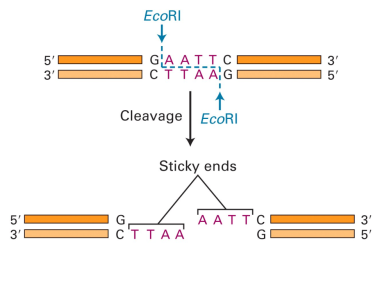 EcoRI
5′ G A A T T C 3′
3′ C T T A A G 5′
Cleavage EcoRI
Sticky ends
5′ G A A T T C 3′
3′ C T T A A G 5′